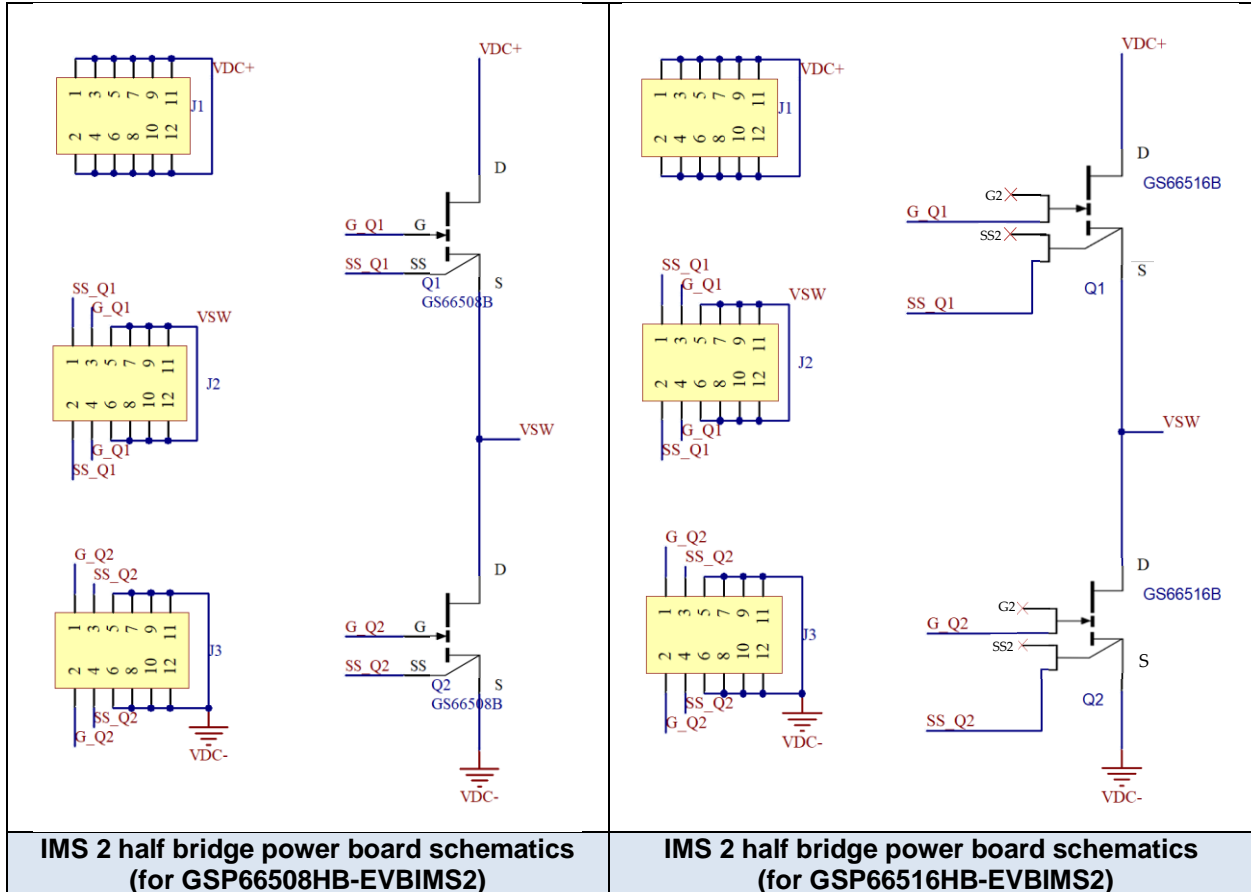 VDC+
1 3 5 7 9 11
J1
2 4 6 8 10 12
VDC+
D
G_Q1 G
SS_Q1 SS
Q1
S
GS66508B
SS_Q1
G_Q1
VSW
1 3 5 7 9 11
J2
2 4 6 8 10 12
G_Q1
SS_Q1
VSW
G_Q2
SS_Q2
1 3 5 7 9 11
J3
2 4 6 8 10 12
SS_Q2
G_Q2
VDC-
D
G_Q2 G
SS_Q2 SS
Q2
S
GS66508B
VDC-
IMS 2 half bridge power board schematics
(for GSP66508HB-EVBIMS2)
VDC+
1 3 5 7 9 11
J1
2 4 6 8 10 12
VDC+
D
GS66516B
G2
G_Q1
SS2
S
Q1
SS_Q1
SS_Q1
G_Q1
VSW
1 3 5 7 9 11
J2
2 4 6 8 10 12
G_Q1
SS_Q1
VSW
G_Q2
SS_Q2
1 3 5 7 9 11
J3
2 4 6 8 10 12
SS_Q2
G_Q2
VDC-
D
GS66516B
G2
G_Q2
SS2
S
Q2
SS_Q2
VDC-
IMS 2 half bridge power board schematics
(for GSP66516HB-EVBIMS2)